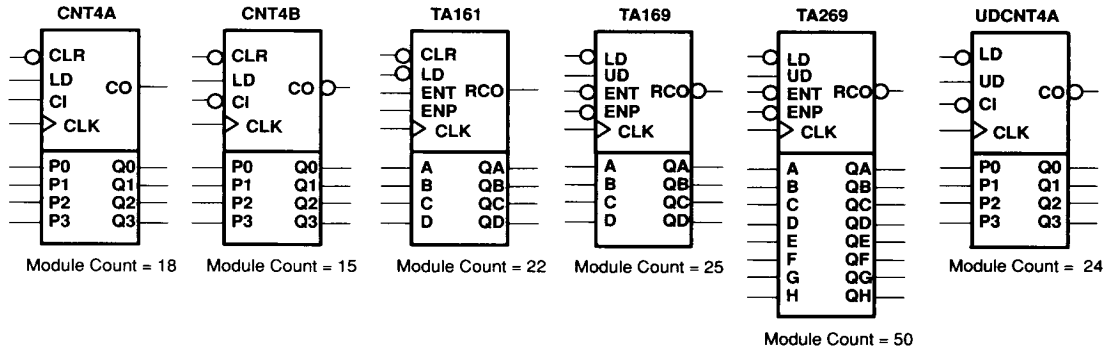 CNT4A
CLR
LD
CI
CLK
CO
P0 Q0
P1 Q1
P2 Q2
P3 Q3
Module Count = 18
CNT4B
CLR
LD
CI
CLK
CO
P0 Q0
P1 Q1
P2 Q2
P3 Q3
Module Count = 15
TA161
CLR
LD
ENT
ENP
CLK
RCO
A QA
B QB
C QC
D QD
Module Count = 22
TA169
LD
UD
ENT
ENP
CLK
RCO
A QA
B QB
C QC
D QD
Module Count = 25
TA269
LD
UD
ENT
ENP
CLK
RCO
A QA
B QB
C QC
D QD
E QE
F QF
G QG
H QH
Module Count = 50
UDCNT4A
LD
UD
CI
CLK
CO
P0 Q0
P1 Q1
P2 Q2
P3 Q3
Module Count = 24